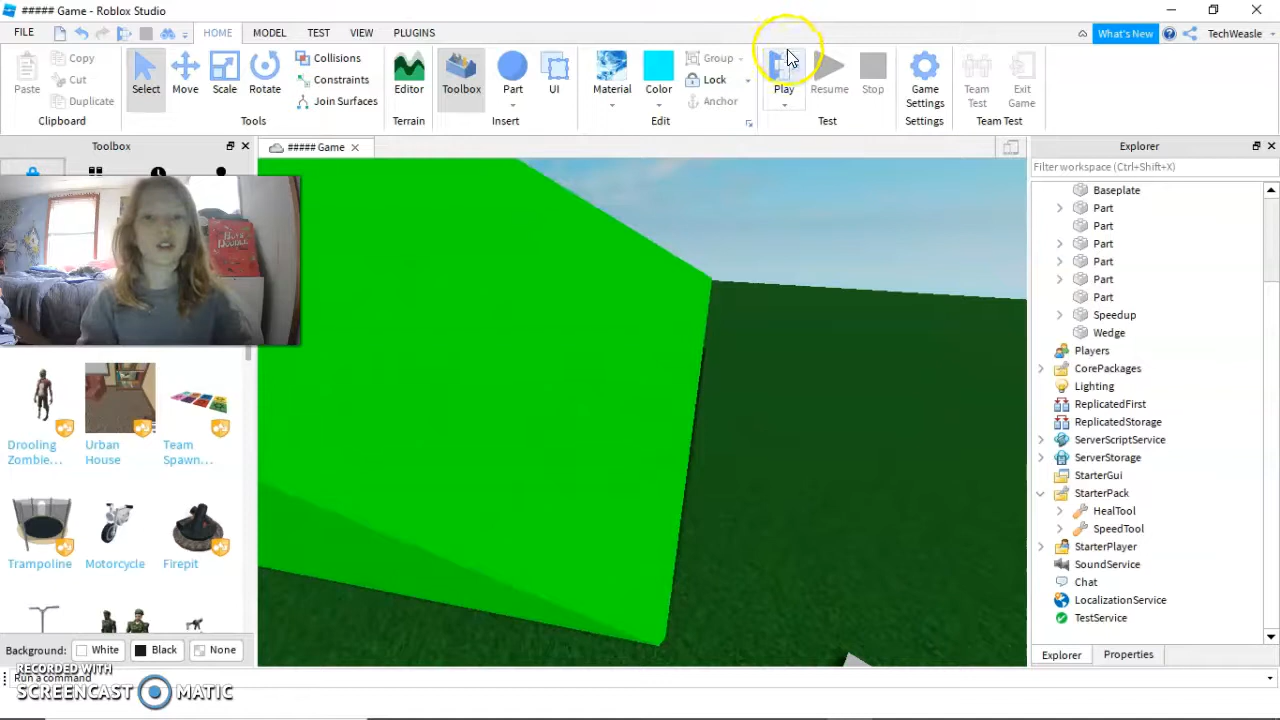 ##### Game - Roblox Studio
FILE HOME MODEL TEST VIEW PLUGINS What's New TechWeasle
Paste Copy Cut Duplicate Clipboard
Select Move Scale Rotate Collisions Constraints Join Surfaces Tools
Editor Terrain
Toolbox Part UI Insert
Material Color Group Lock Anchor Edit
Play Resume Stop Test
Game Settings Settings
Team Test Exit Game Team Test
Toolbox
##### Game
Explorer
Filter workspace (Ctrl+Shift+X)
Baseplate
Part
Part
Part
Part
Part
Part
Speedup
Wedge
Players
CorePackages
Lighting
ReplicatedFirst
ReplicatedStorage
ServerScriptService
ServerStorage
StarterGui
StarterPack
HealTool
SpeedTool
StarterPlayer
SoundService
Chat
LocalizationService
TestService
Explorer Properties
Drooling Zombie... Urban House Team Spawn...
Trampoline Motorcycle Firepit
Background: White Black None
Run a command
RECORDED WITH
SCREENCAST MATIC